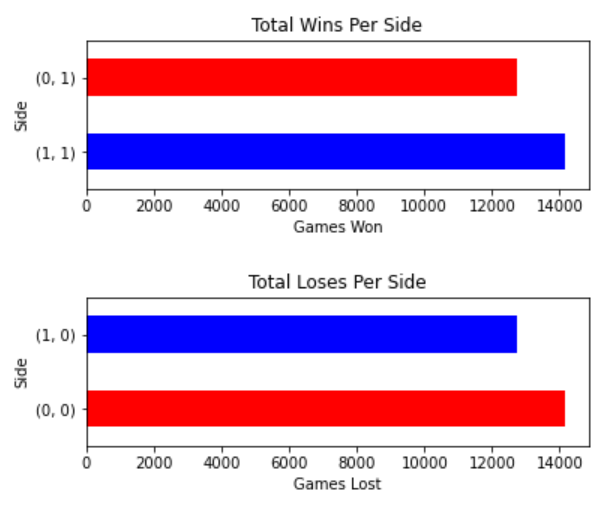 Total Wins Per Side
(0, 1)
(1, 1)
Side
0 2000 4000 6000 8000 10000 12000 14000
Games Won
Total Loses Per Side
(1, 0)
(0, 0)
Side
0 2000 4000 6000 8000 10000 12000 14000
Games Lost